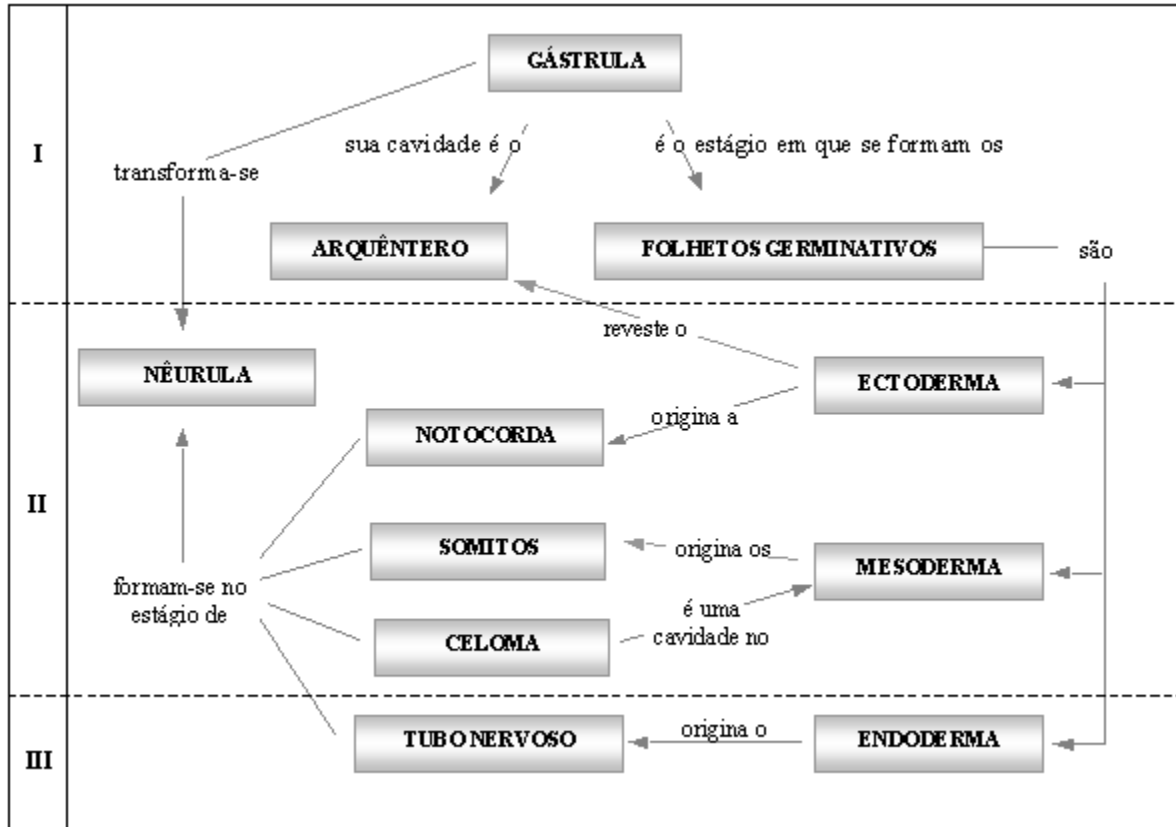 I
GÁSTRULA
sua cavidade é o
é o estágio em que se formam os
transforma-se
ARQUÊNTERO
FOLHETOS GERMINATIVOS
são
II
reveste o
NÊURULA
ECTODERMA
origina a
NOTOCORDA
SOMITOS
origina os
MESODERMA
formam-se no
estágio de
é uma
cavidade no
CELOMA
III
TUBO NERVOSO
origina o
ENDODERMA